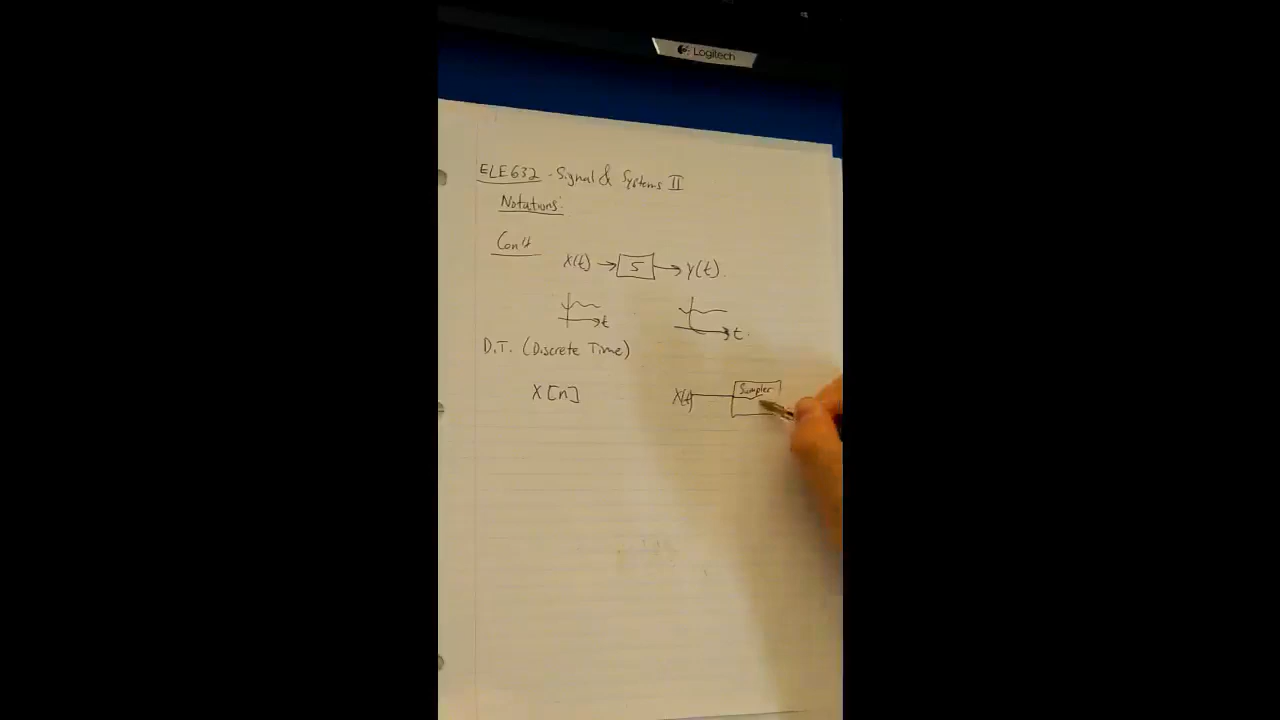 Logitech
ELE632 - Signal & Systems II
Notations:
Con't
X(t) → S → Y(t).
t t.
D.T. (Discrete Time)
X[n] X(t) Sampler